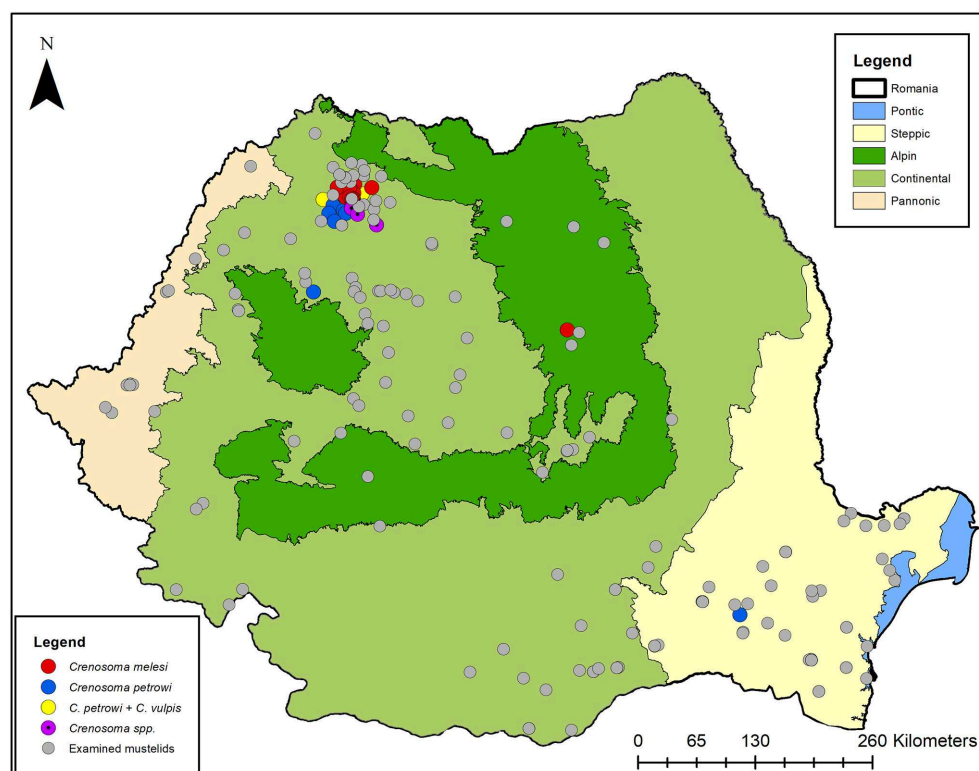 N
Legend
Romania
Pontic
Steppic
Alpin
Continental
Pannonic
Legend
Crenosoma melesi
Crenosoma petrowi
C. petrowi + C. vulpis
Crenosoma spp.
Examined mustelids
0 65 130 260 Kilometers